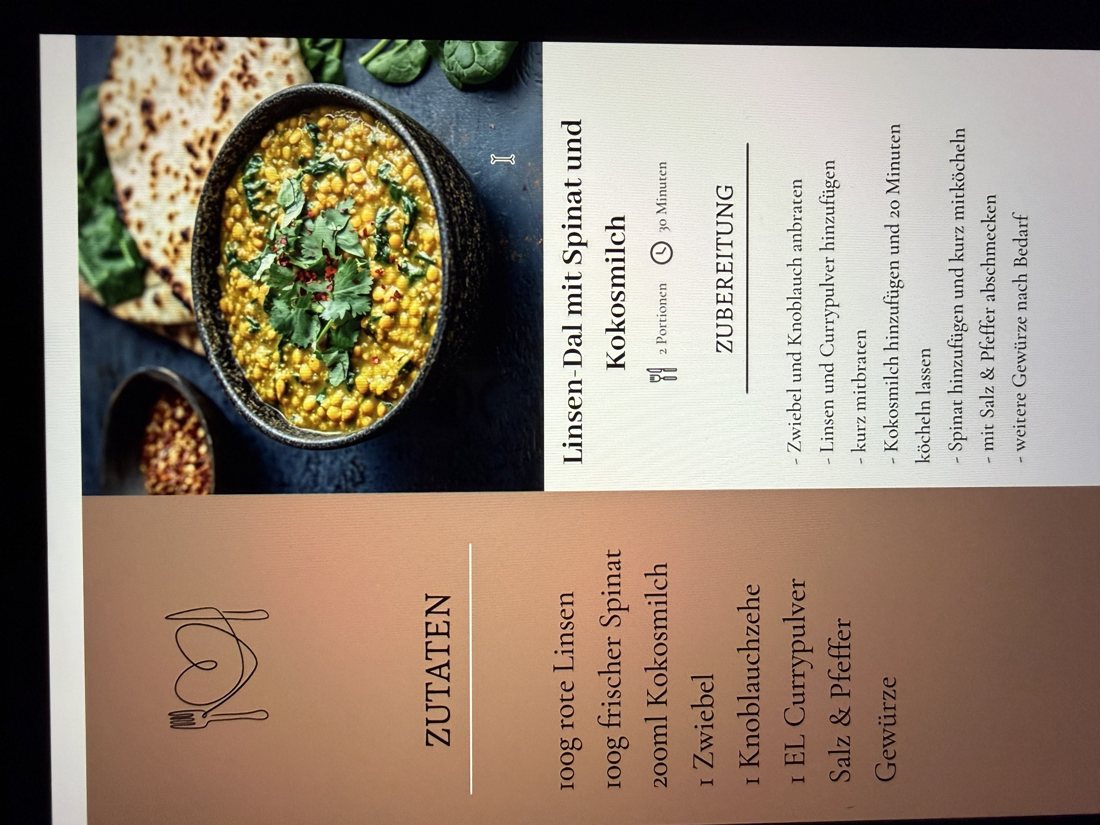 ZUTATEN
100g rote Linsen
100g frischer Spinat
200ml Kokosmilch
1 Zwiebel
1 Knoblauchzehe
1 EL Currypulver
Salz & Pfeffer
Gewürze
Linsen-Dal mit Spinat und
Kokosmilch
2 Portionen 30 Minuten
ZUBEREITUNG
- Zwiebel und Knoblauch anbraten
- Linsen und Currypulver hinzufügen
- kurz mitbraten
- Kokosmilch hinzufügen und 20 Minuten
köcheln lassen
- Spinat hinzufügen und kurz mitköcheln
- mit Salz & Pfeffer abschmecken
- weitere Gewürze nach Bedarf